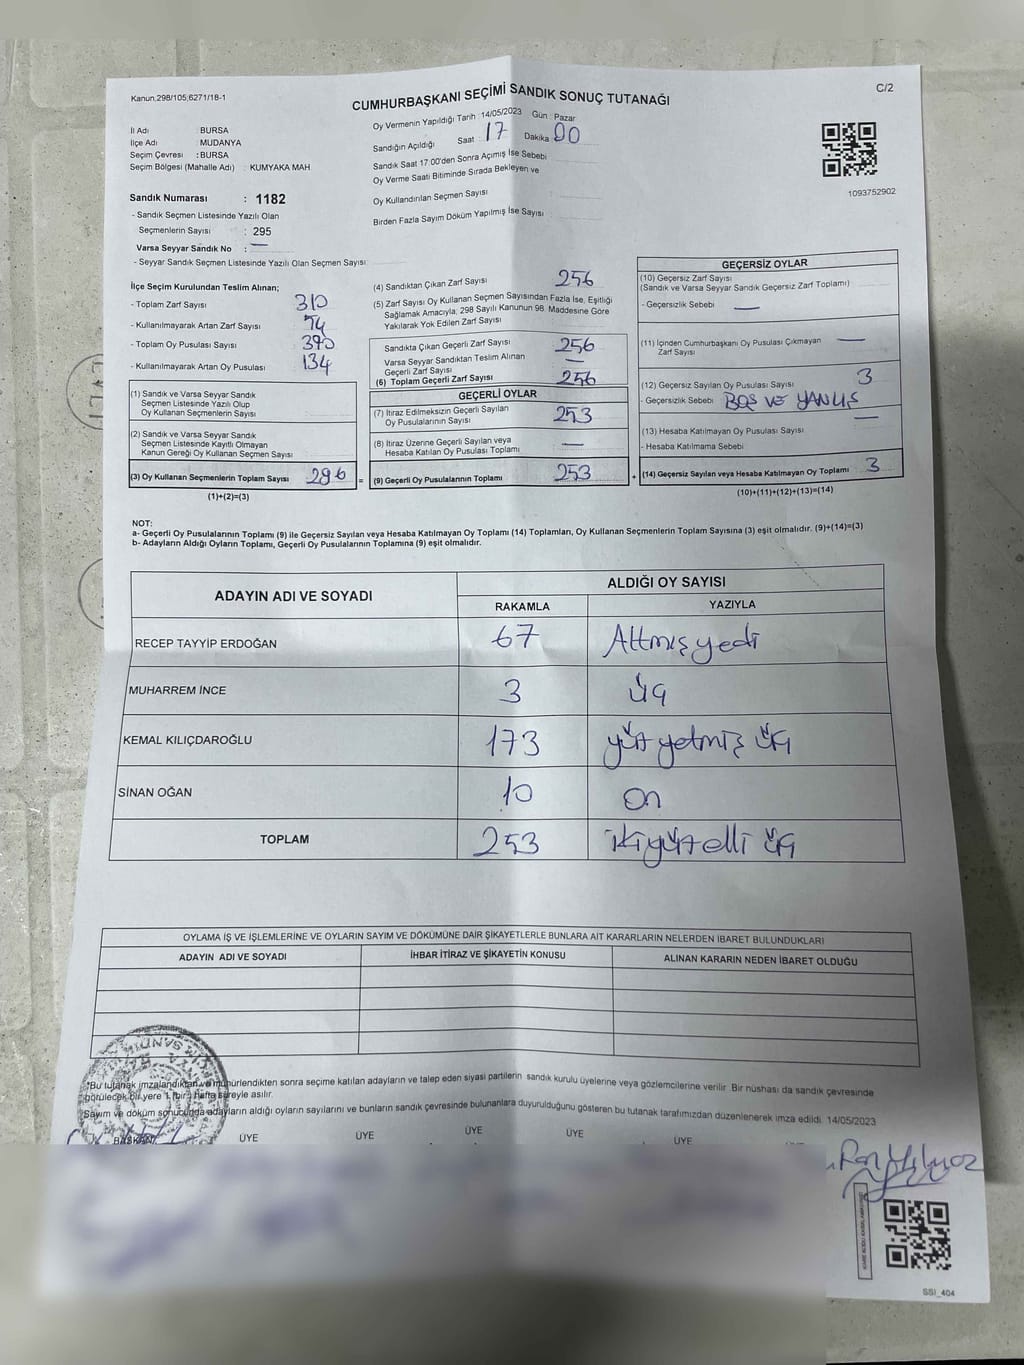 Kanun,298/105,6271/18-1
C/2
CUMHURBAŞKANI SEÇİMİ SANDIK SONUÇ TUTANAĞI
Oy Vermenin Yapıldığı Tarih : 14/05/2023 Gün : Pazar
Sandığın Açıldığı Saat : 17 Dakika 00
Sandık Saat 17:00'den Sonra Açımış İse Sebebi
Oy Verme Saati Bitiminde Sırada Bekleyen ve
Oy Kullandırılan Seçmen Sayısı
Birden Fazla Sayım Döküm Yapılmış İse Sayısı
İl Adı BURSA
İlçe Adı : MUDANYA
Seçim Çevresi : BURSA
Seçim Bölgesi (Mahalle Adı) : KUMYAKA MAH
1093752902
Sandık Numarası : 1182
- Sandık Seçmen Listesinde Yazılı Olan
Seçmenlerin Sayısı : 295
Varsa Seyyar Sandık No : —
- Seyyar Sandık Seçmen Listesinde Yazılı Olan Seçmen Sayısı
İlçe Seçim Kurulundan Teslim Alınan;
- Toplam Zarf Sayısı 310
- Kullanılmayarak Artan Zarf Sayısı 54
- Toplam Oy Pusulası Sayısı 390
- Kullanılmayarak Artan Oy Pusulası 134
(1) Sandık ve Varsa Seyyar Sandık
Seçmen Listesinde Yazılı Olup
Oy Kullanan Seçmenlerin Sayısı
(2) Sandık ve Varsa Seyyar Sandık
Seçmen Listesinde Kayıtlı Olmayan
Kanun Gereği Oy Kullanan Seçmen Sayısı
(3) Oy Kullanan Seçmenlerin Toplam Sayısı 256
(1)+(2)=(3)
(4) Sandıktan Çıkan Zarf Sayısı 256
(5) Zarf Sayısı Oy Kullanan Seçmen Sayısından Fazla İse, Eşitliği
Sağlamak Amacıyla, 298 Sayılı Kanunun 98. Maddesine Göre
Yakılarak Yok Edilen Zarf Sayısı
Sandıkta Çıkan Geçerli Zarf Sayısı 256
Varsa Seyyar Sandıktan Teslim Alınan
Geçerli Zarf Sayısı —
(6) Toplam Geçerli Zarf Sayısı 256
GEÇERLİ OYLAR
(7) İtiraz Edilmeksizin Geçerli Sayılan
Oy Pusulalarının Sayısı 253
(8) İtiraz Üzerine Geçerli Sayılan veya
Hesaba Katılan Oy Pusulası Toplamı —
= (9) Geçerli Oy Pusulalarının Toplamı 253
GEÇERSİZ OYLAR
(10) Geçersiz Zarf Sayısı
(Sandık ve Varsa Seyyar Sandık Geçersiz Zarf Toplamı)
- Geçersizlik Sebebi —
(11) İçinden Cumhurbaşkanı Oy Pusulası Çıkmayan —
Zarf Sayısı
(12) Geçersiz Sayılan Oy Pusulası Sayısı 3
- Geçersizlik Sebebi BOŞ VE YANLIŞ
(13) Hesaba Katılmayan Oy Pusulası Sayısı —
- Hesaba Katılmama Sebebi
+ (14) Geçersiz Sayılan veya Hesaba Katılmayan Oy Toplamı 3
(10)+(11)+(12)+(13)=(14)
NOT:
a- Geçerli Oy Pusulalarının Toplamı (9) ile Geçersiz Sayılan veya Hesaba Katılmayan Oy Toplamı (14) Toplamları, Oy Kullanan Seçmenlerin Toplam Sayısına (3) eşit olmalıdır. (9)+(14)=(3)
b- Adayların Aldığı Oyların Toplamı, Geçerli Oy Pusulalarının Toplamına (9) eşit olmalıdır.
ADAYIN ADI VE SOYADI
ALDIĞI OY SAYISI
RAKAMLA YAZIYLA
RECEP TAYYİP ERDOĞAN 67 Altmış yedi
MUHARREM İNCE 3 üç
KEMAL KILIÇDAROĞLU 173 yüz yetmiş üç
SİNAN OĞAN 10 on
TOPLAM 253 ikiyüz elli üç
OYLAMA İŞ VE İŞLEMLERİNE VE OYLARIN SAYIM VE DÖKÜMÜNE DAİR ŞİKAYETLERLE BUNLARA AİT KARARLARIN NELERDEN İBARET BULUNDUKLARI
ADAYIN ADI VE SOYADI İHBAR İTİRAZ VE ŞİKAYETİN KONUSU ALINAN KARARIN NEDEN İBARET OLDUĞU
*Bu tutanak imzalandıktan ve mühürlendikten sonra seçime katılan adayların ve talep eden siyasi partilerin sandık kurulu üyelerine veya gözlemcilerine verilir. Bir nüshası da sandık çevresinde
görülecek bir yere 1 (bir) hafta süreyle asılır.
Sayım ve döküm sonucunda adayların aldığı oyların sayılarını ve bunların sandık çevresinde bulunanlara duyurulduğunu gösteren bu tutanak tarafımızdan düzenlenerek imza edildi. 14/05/2023
BAŞKAN ÜYE ÜYE ÜYE ÜYE ÜYE
SSI_404